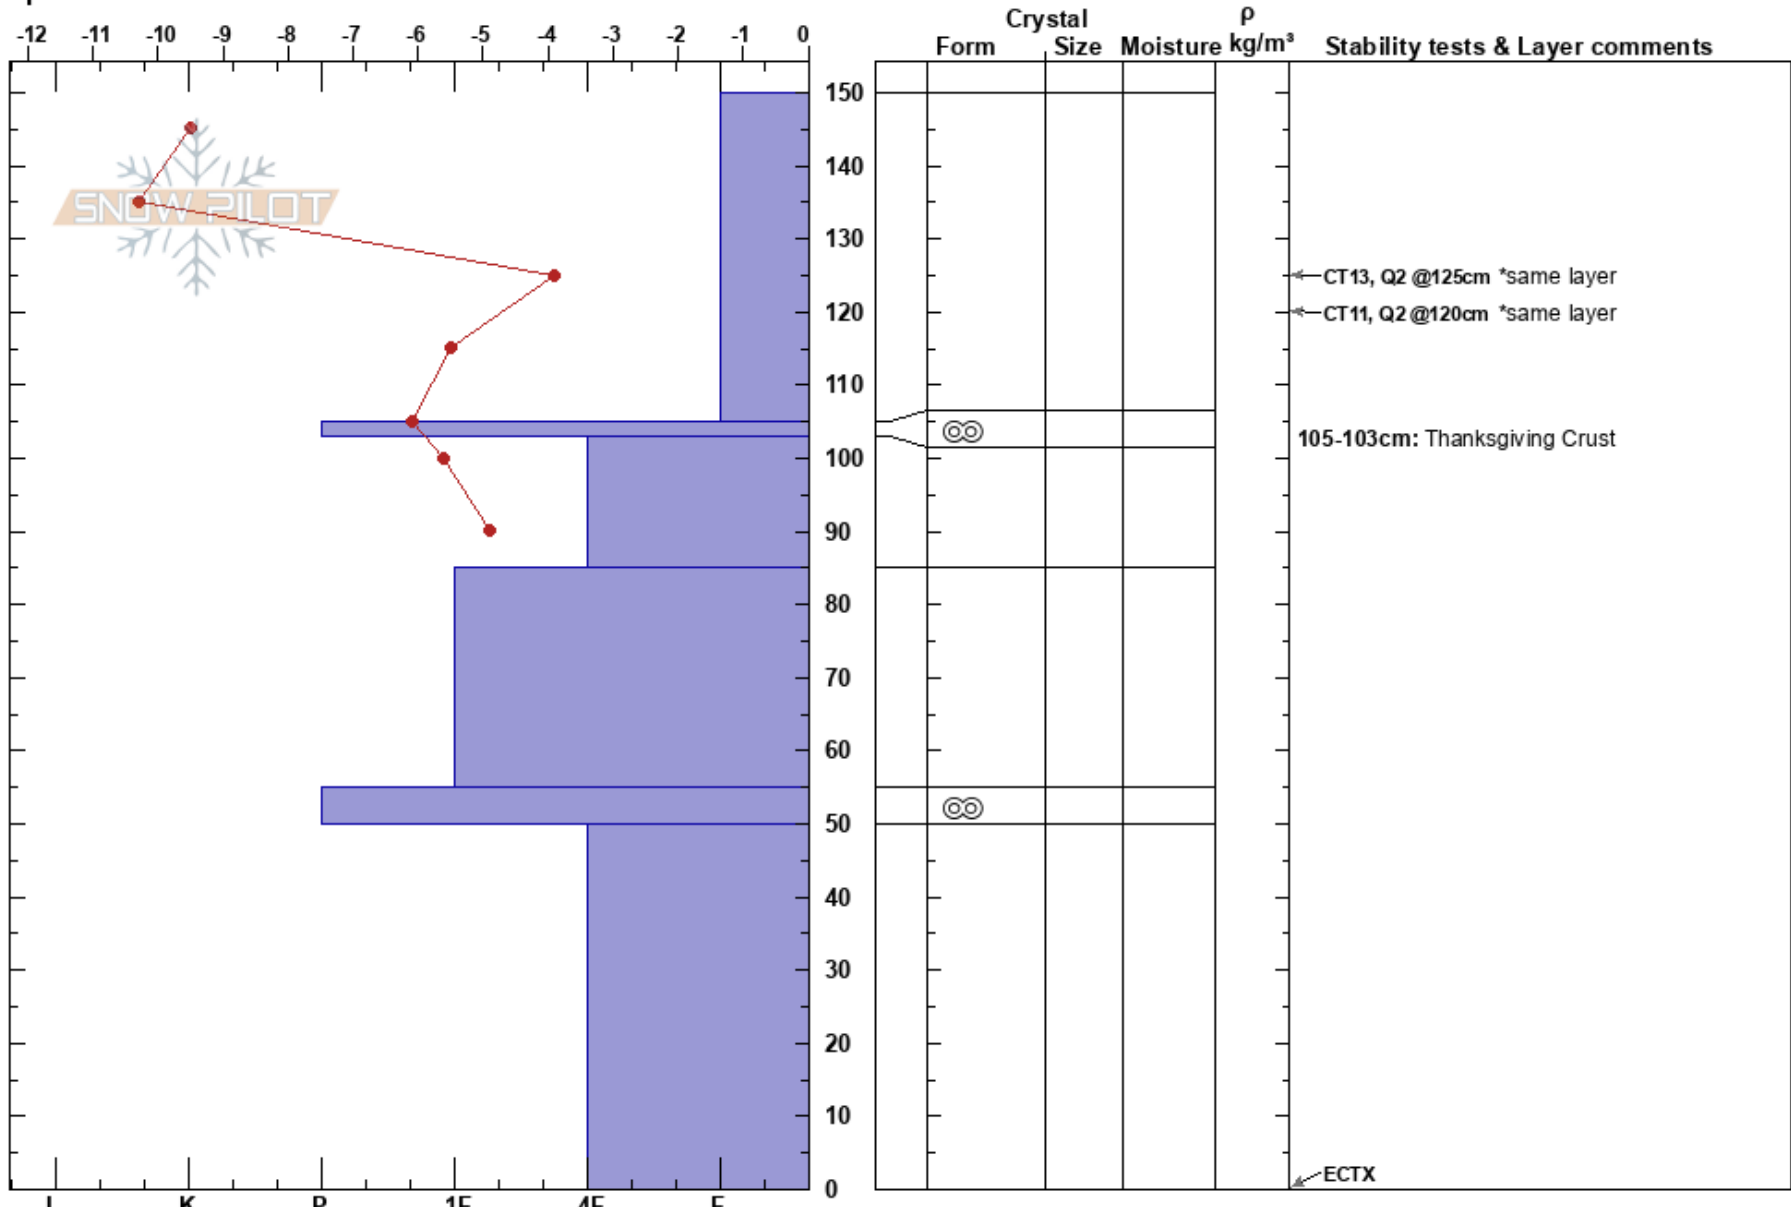 Crystal ρ
-12 -11 -10 -9 -8 -7 -6 -5 -4 -3 -2 -1 0 Form Size Moisture kg/m³ Stability tests & Layer comments
150
140
SNOW PILOT
130
CT13, Q2 @125cm *same layer
120 CT11, Q2 @120cm *same layer
110
105-103cm: Thanksgiving Crust
100
90
80
70
60
50
40
30
20
10
ECTX
0
I K P 1F 4F F